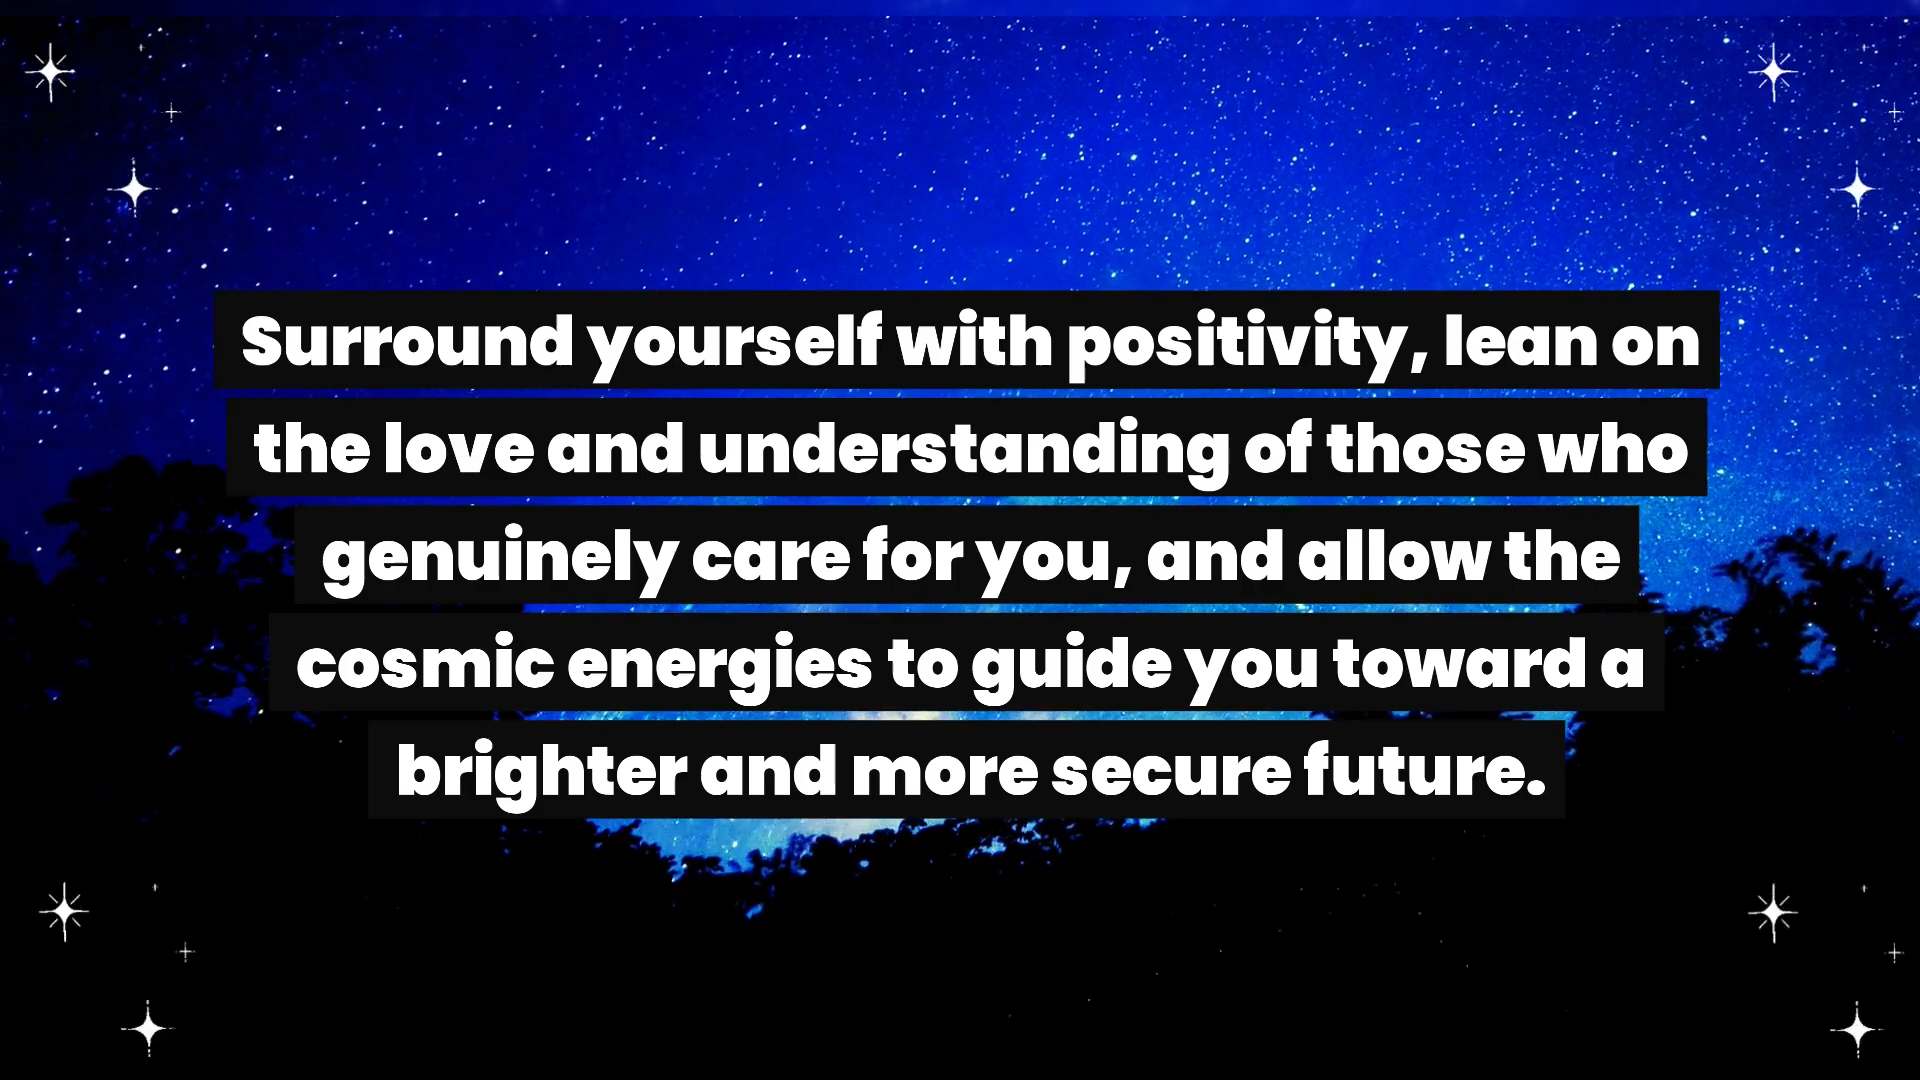 Surround yourself with positivity, lean on
the love and understanding of those who
genuinely care for you, and allow the
cosmic energies to guide you toward a
brighter and more secure future.